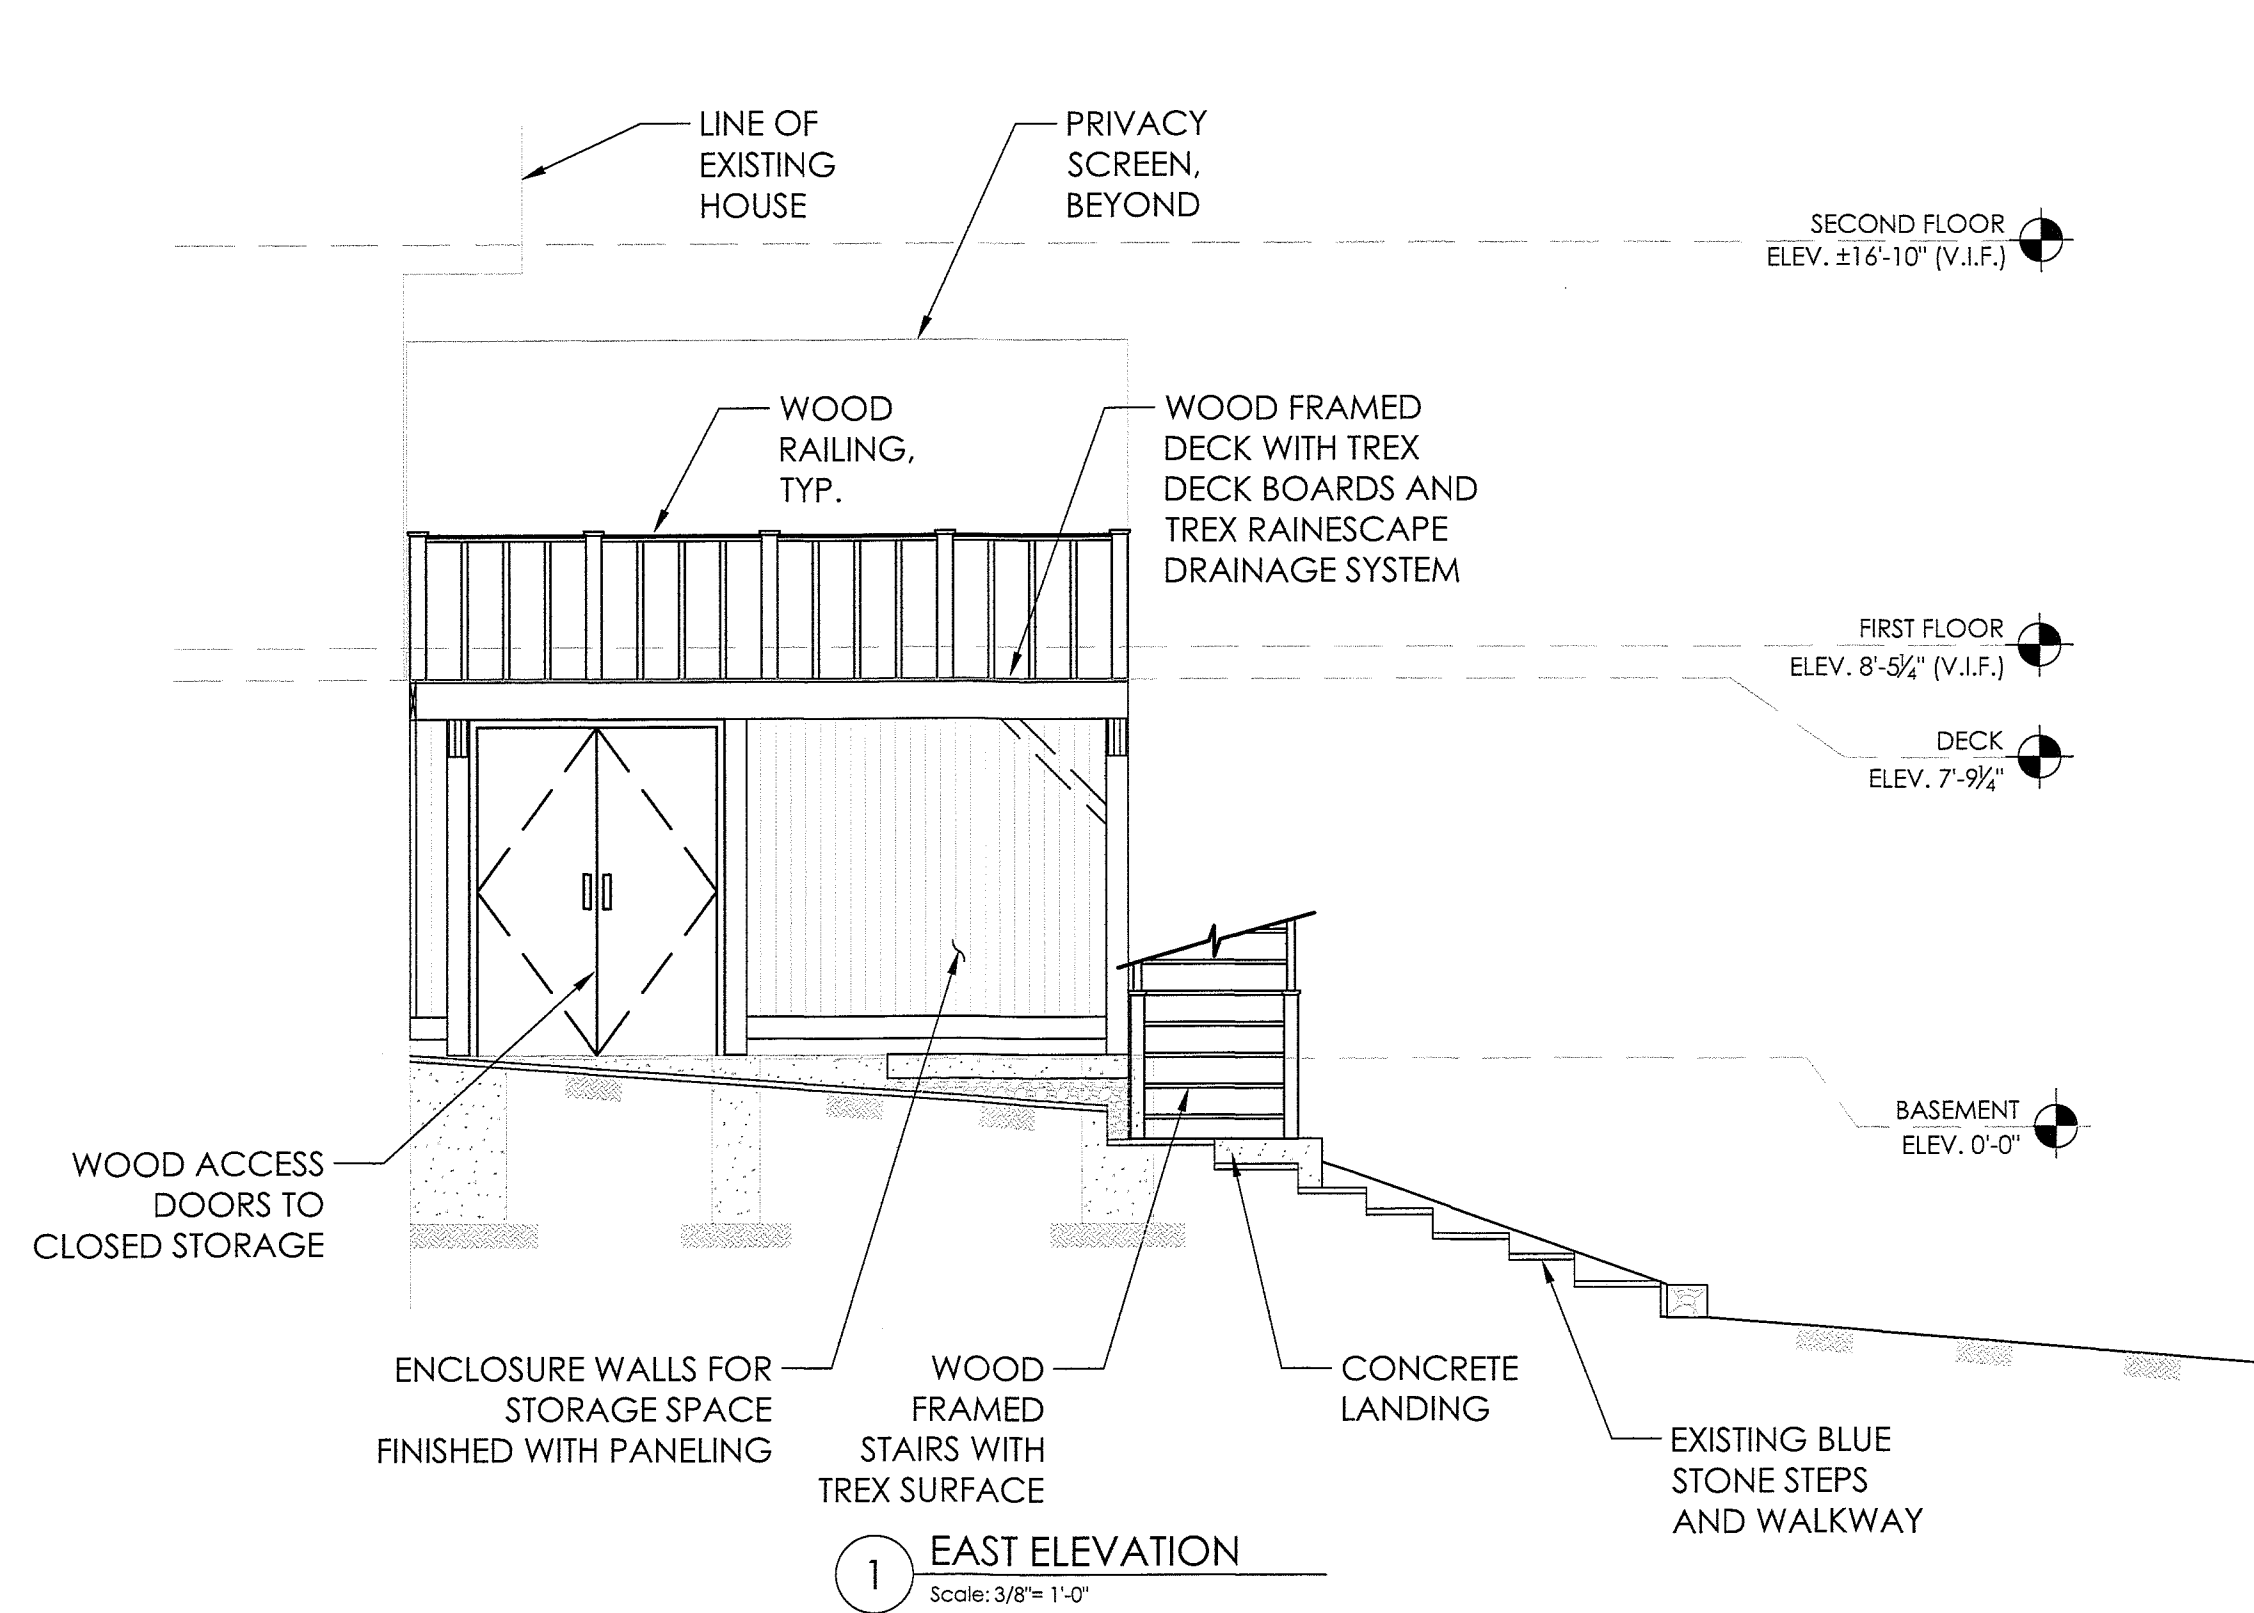 LINE OF
EXISTING
HOUSE
PRIVACY
SCREEN,
BEYOND
SECOND FLOOR
ELEV. ±16'-10" (V.I.F.)
WOOD
RAILING,
TYP.
WOOD FRAMED
DECK WITH TREX
DECK BOARDS AND
TREX RAINESCAPE
DRAINAGE SYSTEM
FIRST FLOOR
ELEV. 8'-5¼" (V.I.F.)
DECK
ELEV. 7'-9¼"
BASEMENT
ELEV. 0'-0"
WOOD ACCESS
DOORS TO
CLOSED STORAGE
ENCLOSURE WALLS FOR
STORAGE SPACE
FINISHED WITH PANELING
WOOD
FRAMED
STAIRS WITH
TREX SURFACE
CONCRETE
LANDING
EXISTING BLUE
STONE STEPS
AND WALKWAY
1
EAST ELEVATION
Scale: 3/8"= 1'-0"